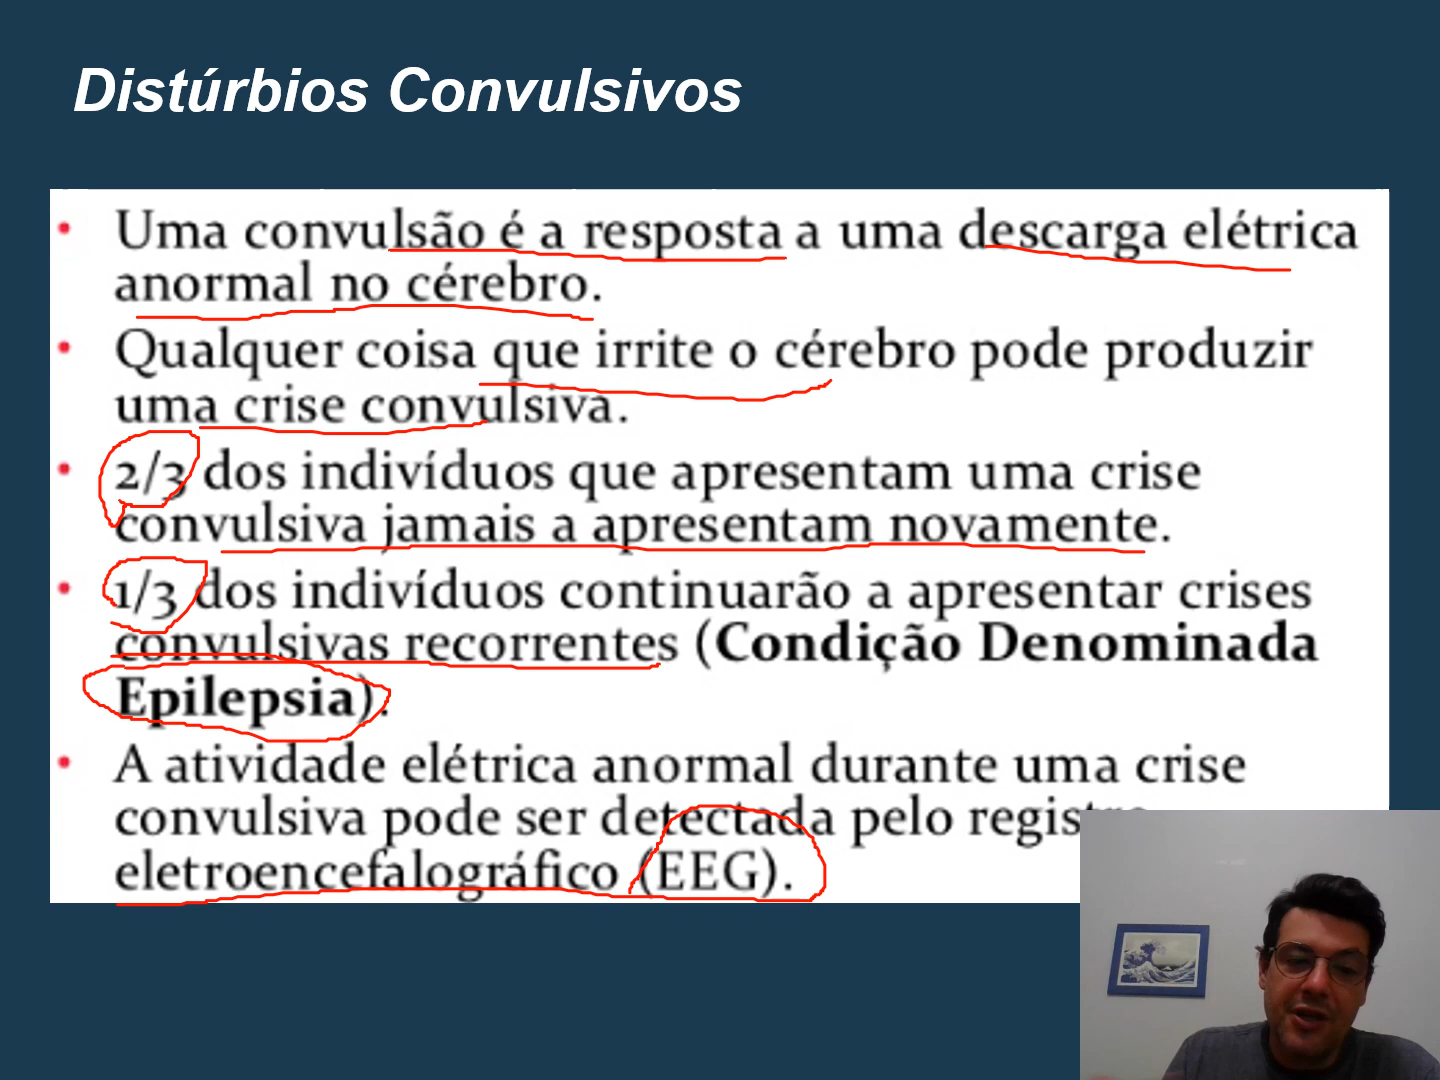 Distúrbios Convulsivos
• Uma convulsão é a resposta a uma descarga elétrica
anormal no cérebro.
• Qualquer coisa que irrite o cérebro pode produzir
uma crise convulsiva.
• 2/3 dos indivíduos que apresentam uma crise
convulsiva jamais a apresentam novamente.
• 1/3 dos indivíduos continuarão a apresentar crises
convulsivas recorrentes (Condição Denominada
Epilepsia).
• A atividade elétrica anormal durante uma crise
convulsiva pode ser detectada pelo registro
eletroencefalográfico (EEG).